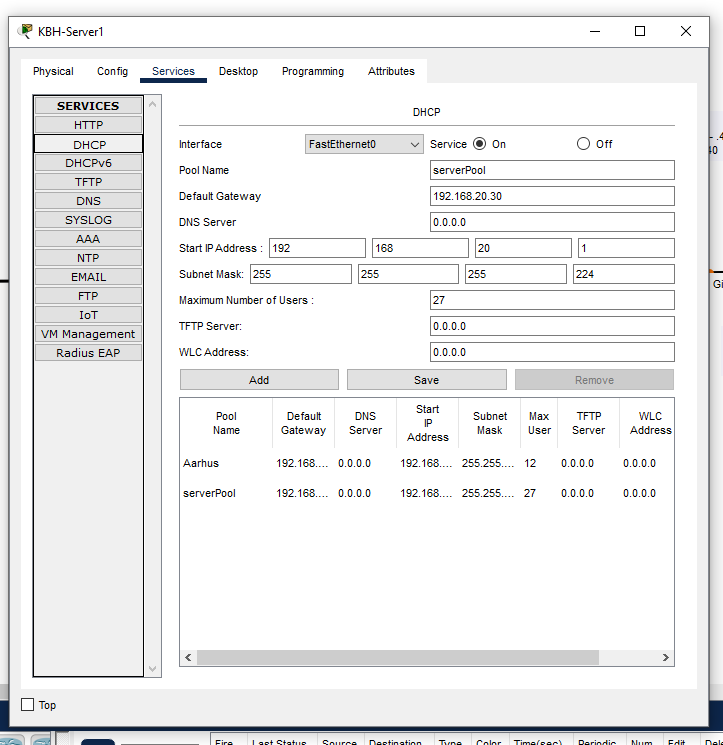 KBH-Server1
Physical Config Services Desktop Programming Attributes
SERVICES
HTTP
DHCP
DHCPv6
TFTP
DNS
SYSLOG
AAA
NTP
EMAIL
FTP
IoT
VM Management
Radius EAP
DHCP
Interface FastEthernet0 Service On Off
Pool Name serverPool
Default Gateway 192.168.20.30
DNS Server 0.0.0.0
Start IP Address : 192 168 20 1
Subnet Mask: 255 255 255 224
Maximum Number of Users : 27
TFTP Server: 0.0.0.0
WLC Address: 0.0.0.0
Add Save Remove
Pool Name Default Gateway DNS Server Start IP Address Subnet Mask Max User TFTP Server WLC Address
Aarhus 192.168.... 0.0.0.0 192.168.... 255.255.... 12 0.0.0.0 0.0.0.0
serverPool 192.168.... 0.0.0.0 192.168.... 255.255.... 27 0.0.0.0 0.0.0.0
Top
Fire Last Status Source Destination Type Color Time(sec) Periodic Num Edit